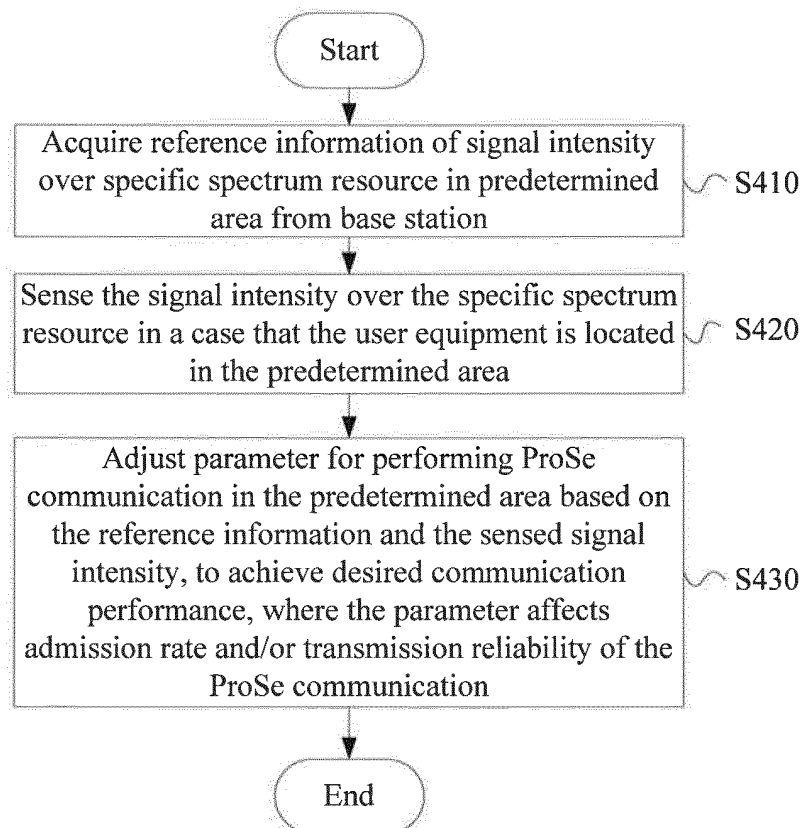 Start
Acquire reference information of signal intensity
over specific spectrum resource in predetermined
area from base station
S410
Sense the signal intensity over the specific spectrum
resource in a case that the user equipment is located
in the predetermined area
S420
Adjust parameter for performing ProSe
communication in the predetermined area based on
the reference information and the sensed signal
intensity, to achieve desired communication
performance, where the parameter affects
admission rate and/or transmission reliability of the
ProSe communication
S430
End